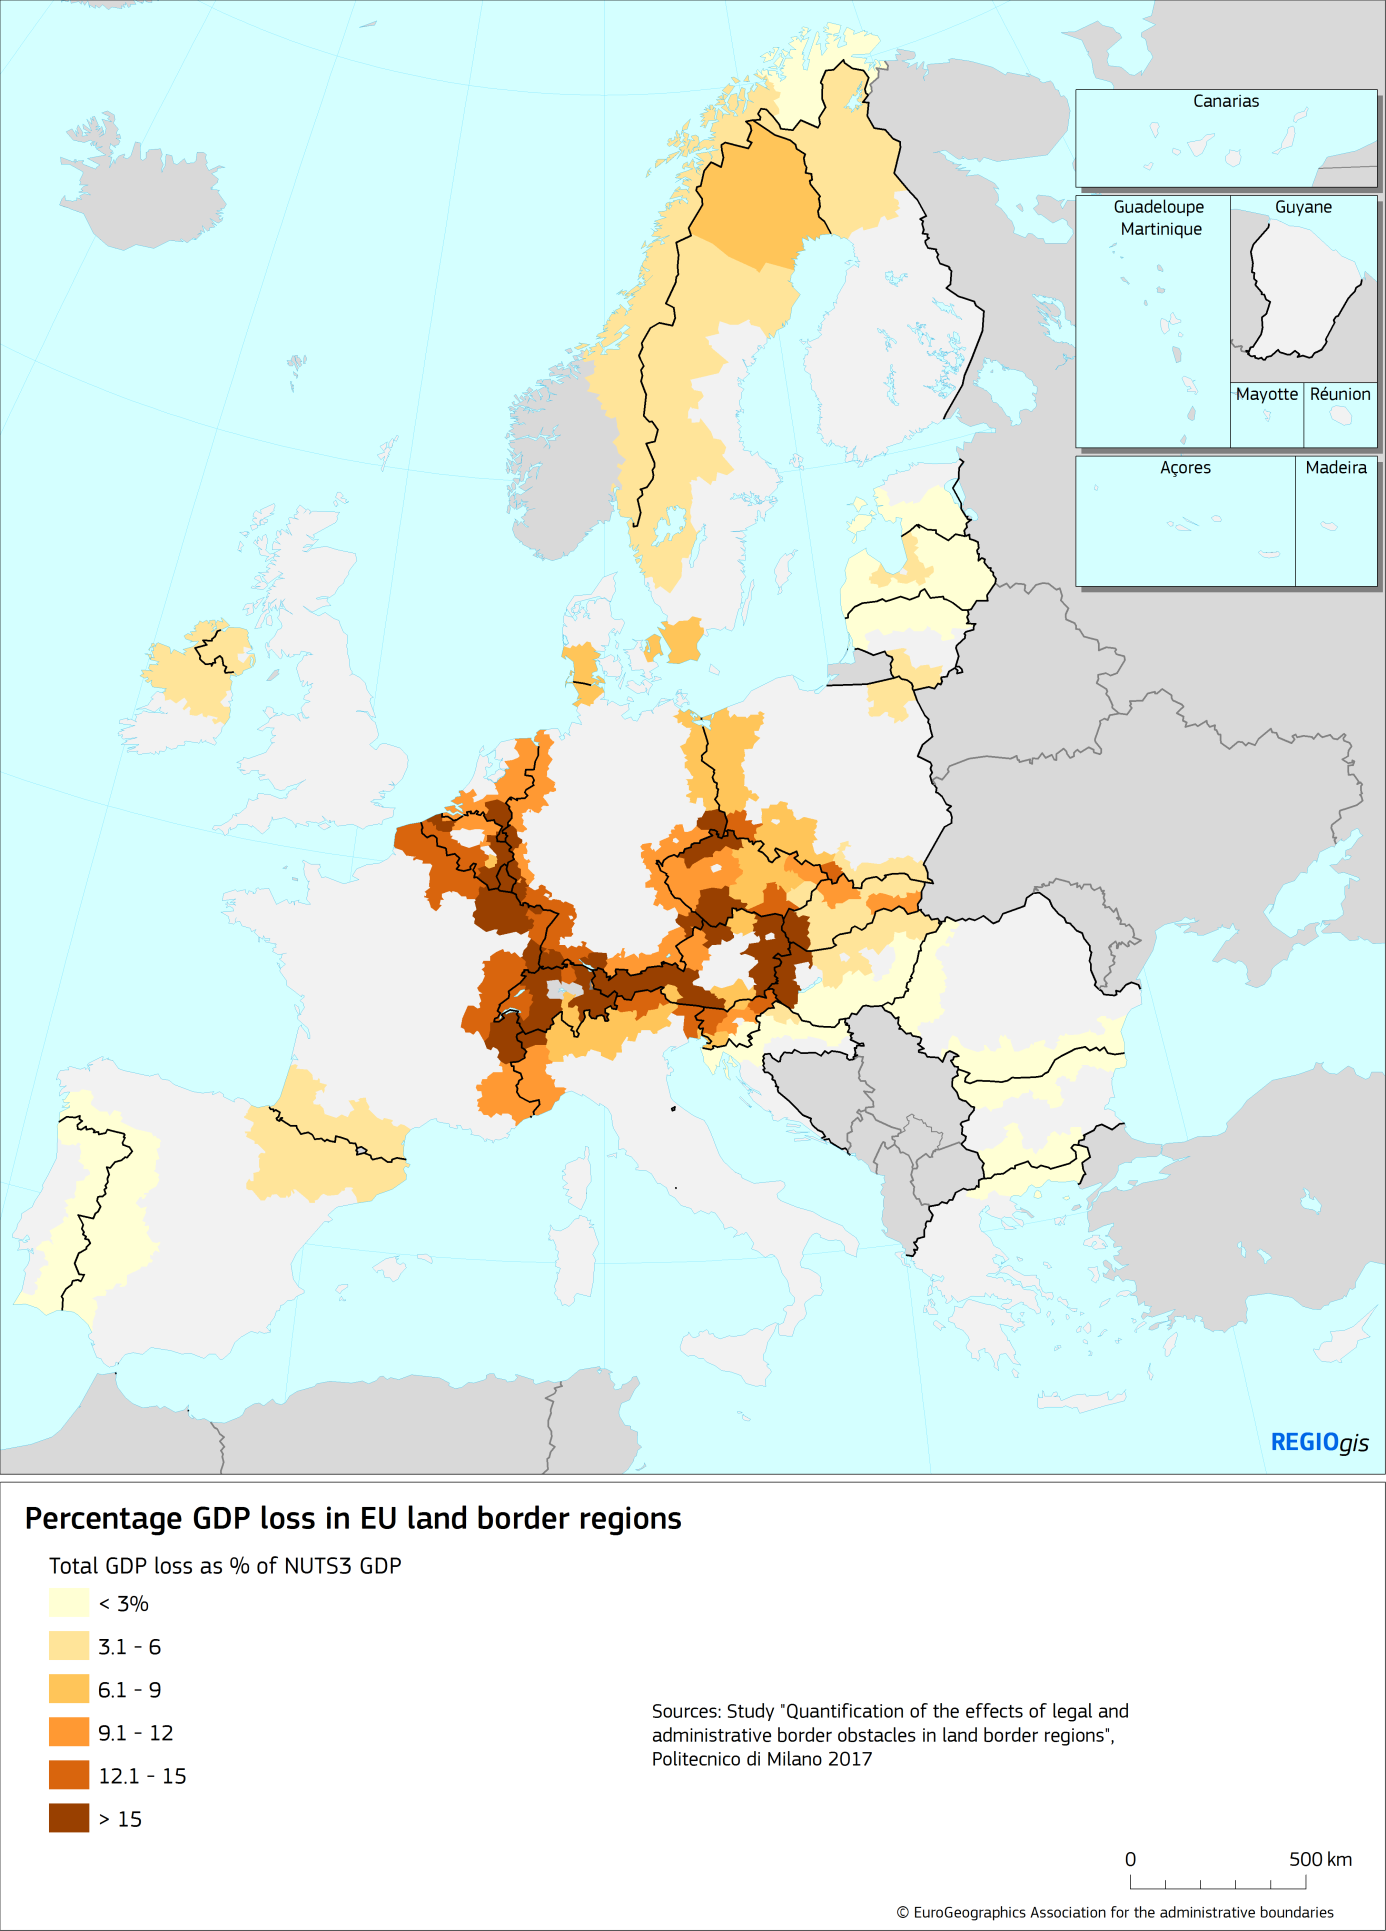 Canarias
Guadeloupe
Martinique
Guyane
Mayotte
Réunion
Açores
Madeira
REGIOgis
Percentage GDP loss in EU land border regions
Total GDP loss as % of NUTS3 GDP
< 3%
3.1 - 6
6.1 - 9
9.1 - 12
12.1 - 15
> 15
Sources: Study "Quantification of the effects of legal and
administrative border obstacles in land border regions",
Politecnico di Milano 2017
0 500 km
© EuroGeographics Association for the administrative boundaries